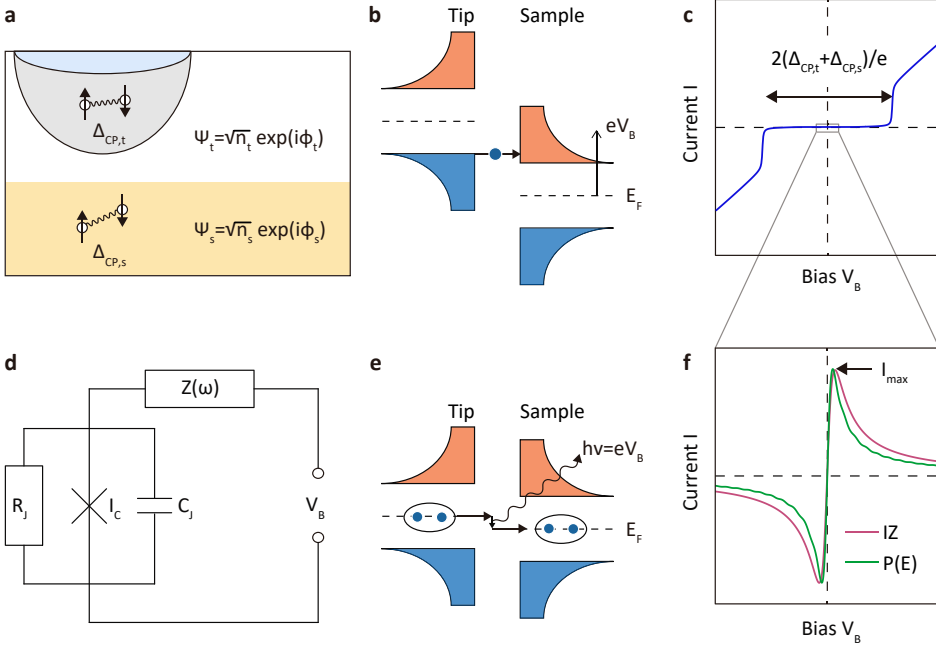 a
Δ_CP,t
Ψ_t=√n_t exp(iϕ_t)
Ψ_s=√n_s exp(iϕ_s)
Δ_CP,s
b
Tip
Sample
eV_B
E_F
c
2(Δ_CP,t+Δ_CP,s)/e
Current I
Bias V_B
d
Z(ω)
R_J
I_C
C_J
V_B
e
Tip
Sample
hν=eV_B
E_F
f
I_max
Current I
IZ
P(E)
Bias V_B